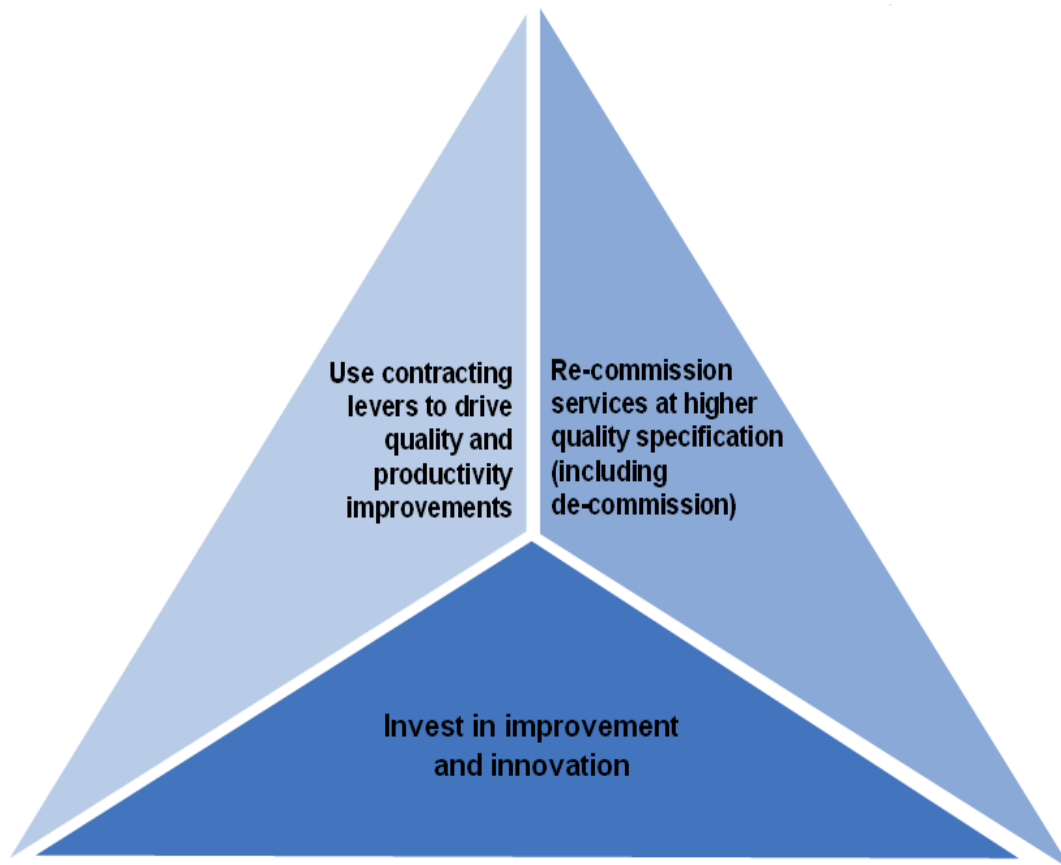 Use contracting
levers to drive
quality and
productivity
improvements
Re-commission
services at higher
quality specification
(including
de-commission)
Invest in improvement
and innovation